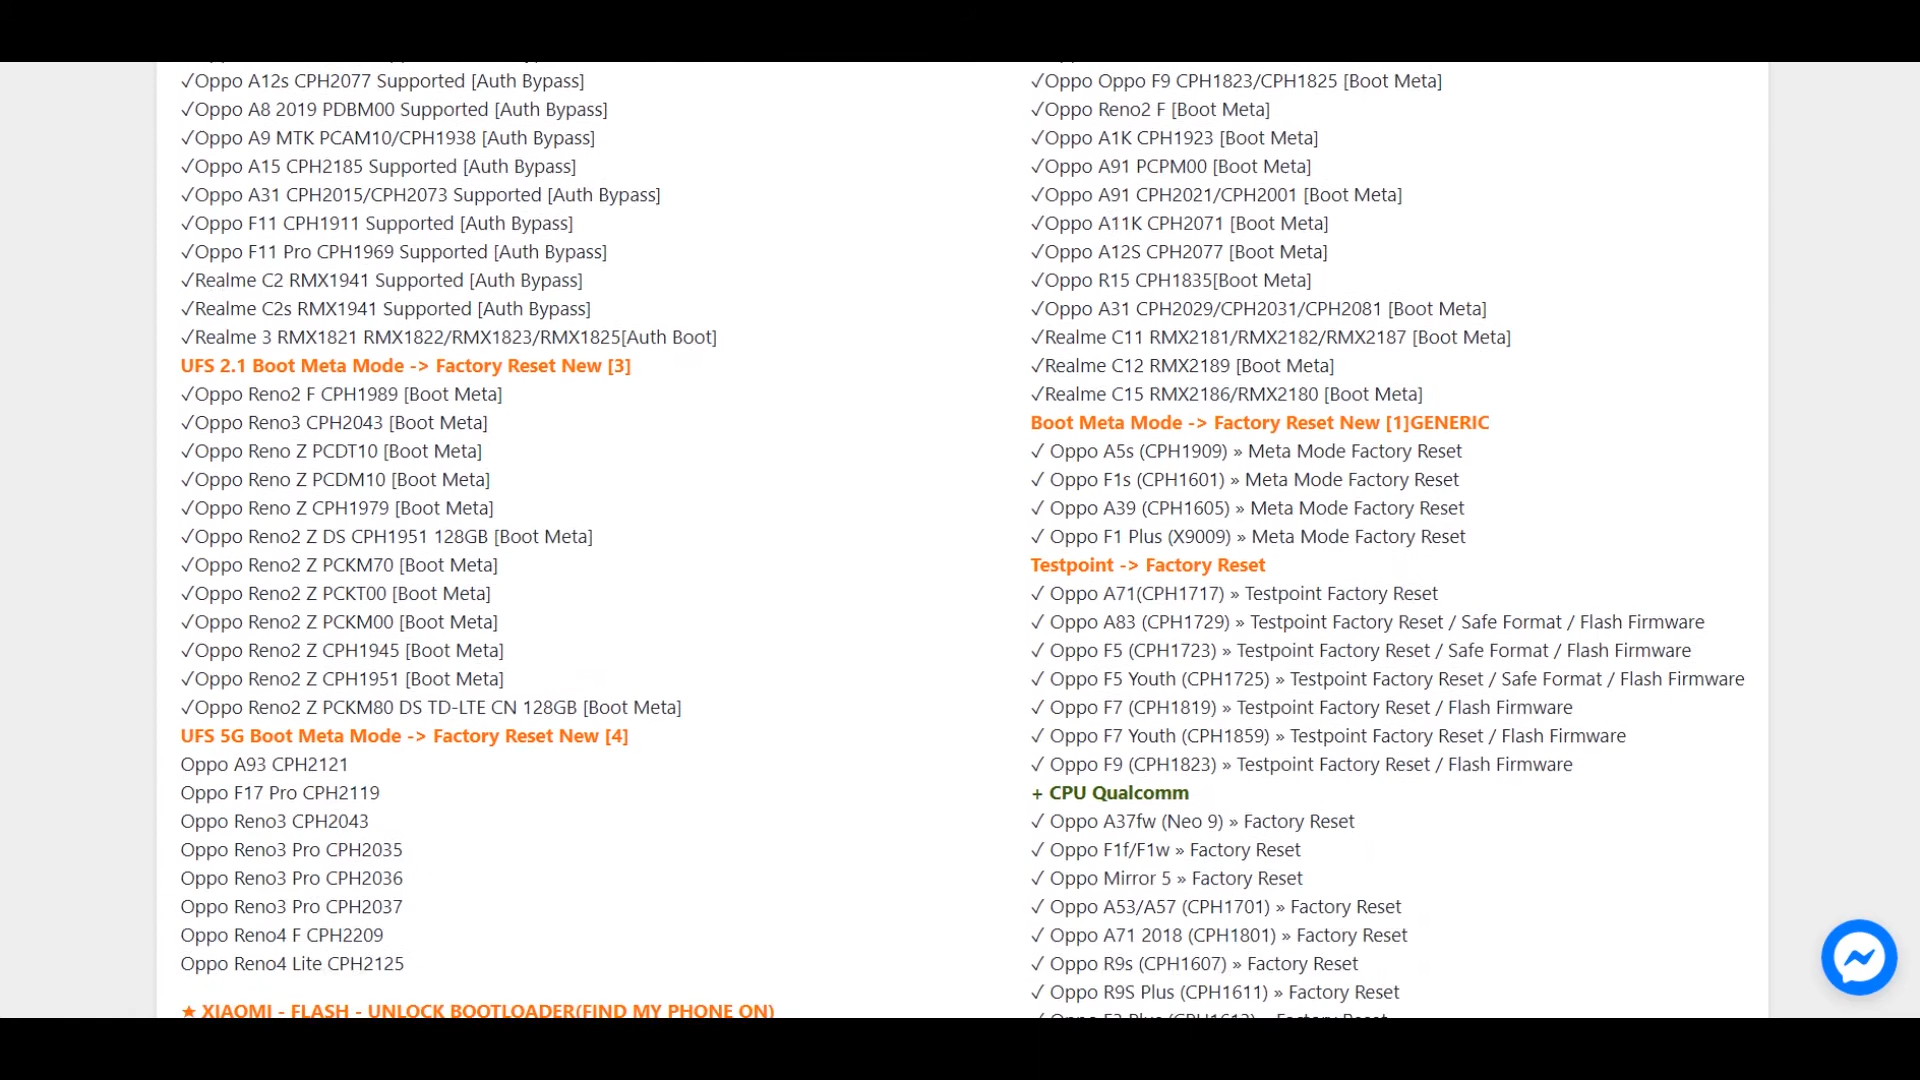 ✓Oppo A12s CPH2077 Supported [Auth Bypass]
✓Oppo A8 2019 PDBM00 Supported [Auth Bypass]
✓Oppo A9 MTK PCAM10/CPH1938 [Auth Bypass]
✓Oppo A15 CPH2185 Supported [Auth Bypass]
✓Oppo A31 CPH2015/CPH2073 Supported [Auth Bypass]
✓Oppo F11 CPH1911 Supported [Auth Bypass]
✓Oppo F11 Pro CPH1969 Supported [Auth Bypass]
✓Realme C2 RMX1941 Supported [Auth Bypass]
✓Realme C2s RMX1941 Supported [Auth Bypass]
✓Realme 3 RMX1821 RMX1822/RMX1823/RMX1825[Auth Boot]
UFS 2.1 Boot Meta Mode -> Factory Reset New [3]
✓Oppo Reno2 F CPH1989 [Boot Meta]
✓Oppo Reno3 CPH2043 [Boot Meta]
✓Oppo Reno Z PCDT10 [Boot Meta]
✓Oppo Reno Z PCDM10 [Boot Meta]
✓Oppo Reno Z CPH1979 [Boot Meta]
✓Oppo Reno2 Z DS CPH1951 128GB [Boot Meta]
✓Oppo Reno2 Z PCKM70 [Boot Meta]
✓Oppo Reno2 Z PCKT00 [Boot Meta]
✓Oppo Reno2 Z PCKM00 [Boot Meta]
✓Oppo Reno2 Z CPH1945 [Boot Meta]
✓Oppo Reno2 Z CPH1951 [Boot Meta]
✓Oppo Reno2 Z PCKM80 DS TD-LTE CN 128GB [Boot Meta]
UFS 5G Boot Meta Mode -> Factory Reset New [4]
Oppo A93 CPH2121
Oppo F17 Pro CPH2119
Oppo Reno3 CPH2043
Oppo Reno3 Pro CPH2035
Oppo Reno3 Pro CPH2036
Oppo Reno3 Pro CPH2037
Oppo Reno4 F CPH2209
Oppo Reno4 Lite CPH2125
★ XIAOMI - FLASH - UNLOCK BOOTLOADER(FIND MY PHONE ON)
✓Oppo Oppo F9 CPH1823/CPH1825 [Boot Meta]
✓Oppo Reno2 F [Boot Meta]
✓Oppo A1K CPH1923 [Boot Meta]
✓Oppo A91 PCPM00 [Boot Meta]
✓Oppo A91 CPH2021/CPH2001 [Boot Meta]
✓Oppo A11K CPH2071 [Boot Meta]
✓Oppo A12S CPH2077 [Boot Meta]
✓Oppo R15 CPH1835[Boot Meta]
✓Oppo A31 CPH2029/CPH2031/CPH2081 [Boot Meta]
✓Realme C11 RMX2181/RMX2182/RMX2187 [Boot Meta]
✓Realme C12 RMX2189 [Boot Meta]
✓Realme C15 RMX2186/RMX2180 [Boot Meta]
Boot Meta Mode -> Factory Reset New [1]GENERIC
✓ Oppo A5s (CPH1909) » Meta Mode Factory Reset
✓ Oppo F1s (CPH1601) » Meta Mode Factory Reset
✓ Oppo A39 (CPH1605) » Meta Mode Factory Reset
✓ Oppo F1 Plus (X9009) » Meta Mode Factory Reset
Testpoint -> Factory Reset
✓ Oppo A71(CPH1717) » Testpoint Factory Reset
✓ Oppo A83 (CPH1729) » Testpoint Factory Reset / Safe Format / Flash Firmware
✓ Oppo F5 (CPH1723) » Testpoint Factory Reset / Safe Format / Flash Firmware
✓ Oppo F5 Youth (CPH1725) » Testpoint Factory Reset / Safe Format / Flash Firmware
✓ Oppo F7 (CPH1819) » Testpoint Factory Reset / Flash Firmware
✓ Oppo F7 Youth (CPH1859) » Testpoint Factory Reset / Flash Firmware
✓ Oppo F9 (CPH1823) » Testpoint Factory Reset / Flash Firmware
+ CPU Qualcomm
✓ Oppo A37fw (Neo 9) » Factory Reset
✓ Oppo F1f/F1w » Factory Reset
✓ Oppo Mirror 5 » Factory Reset
✓ Oppo A53/A57 (CPH1701) » Factory Reset
✓ Oppo A71 2018 (CPH1801) » Factory Reset
✓ Oppo R9s (CPH1607) » Factory Reset
✓ Oppo R9S Plus (CPH1611) » Factory Reset
✓ Oppo F3 Plus (CPH1613) » Factory Reset